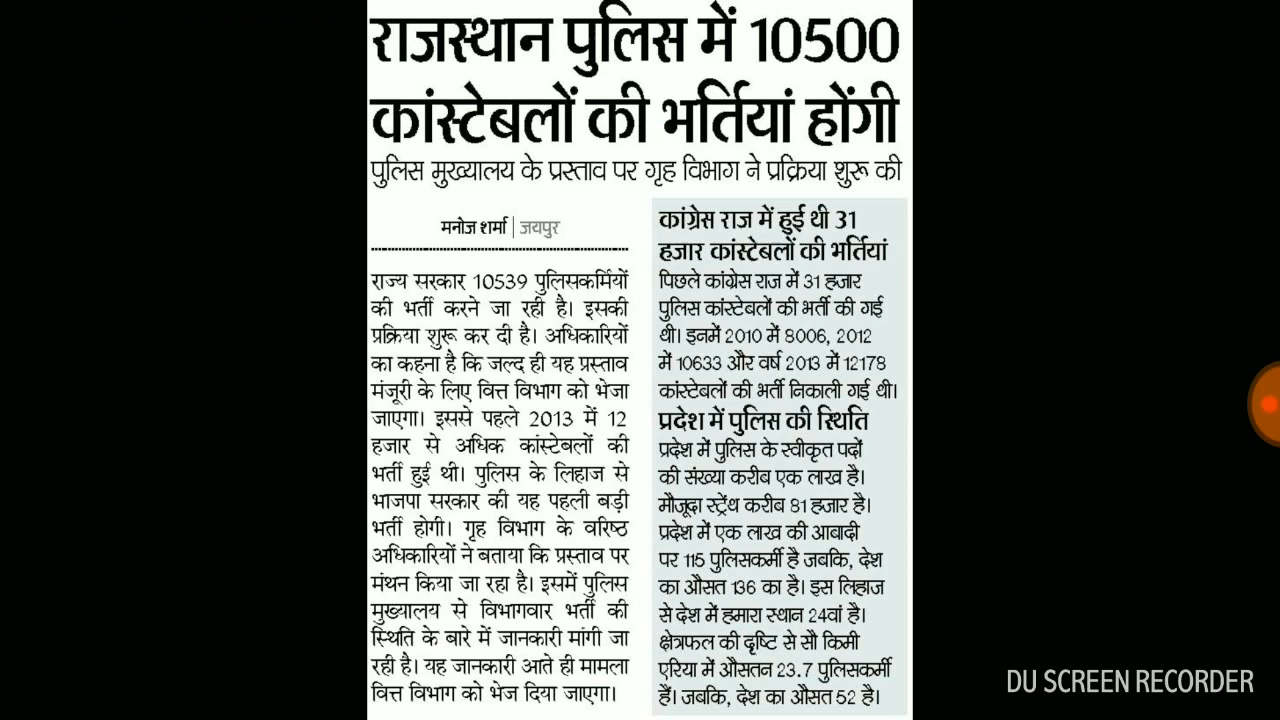 राजस्थान पुलिस में 10500
कांस्टेबलों की भर्तियां होंगी
पुलिस मुख्यालय के प्रस्ताव पर गृह विभाग ने प्रक्रिया शुरू की
मनोज शर्मा | जयपुर
राज्य सरकार 10539 पुलिसकर्मियों
की भर्ती करने जा रही है। इसकी
प्रक्रिया शुरू कर दी है। अधिकारियों
का कहना है कि जल्द ही यह प्रस्ताव
मंजूरी के लिए वित्त विभाग को भेजा
जाएगा। इससे पहले 2013 में 12
हजार से अधिक कांस्टेबलों की
भर्ती हुई थी। पुलिस के लिहाज से
भाजपा सरकार की यह पहली बड़ी
भर्ती होगी। गृह विभाग के वरिष्ठ
अधिकारियों ने बताया कि प्रस्ताव पर
मंथन किया जा रहा है। इसमें पुलिस
मुख्यालय से विभागवार भर्ती की
स्थिति के बारे में जानकारी मांगी जा
रही है। यह जानकारी आते ही मामला
वित्त विभाग को भेज दिया जाएगा।
कांग्रेस राज में हुई थी 31
हजार कांस्टेबलों की भर्तियां
पिछले कांग्रेस राज में 31 हजार
पुलिस कांस्टेबलों की भर्ती की गई
थी। इनमें 2010 में 8006, 2012
में 10633 और वर्ष 2013 में 12178
कांस्टेबलों की भर्ती निकाली गई थी।
प्रदेश में पुलिस की स्थिति
प्रदेश में पुलिस के स्वीकृत पदों
की संख्या करीब एक लाख है।
मौजूदा स्ट्रेंथ करीब 81 हजार है।
प्रदेश में एक लाख की आबादी
पर 115 पुलिसकर्मी है जबकि, देश
का औसत 136 का है। इस लिहाज
से देश में हमारा स्थान 24वां है।
क्षेत्रफल की दृष्टि से सौ किमी
एरिया में औसतन 23.7 पुलिसकर्मी
हैं। जबकि, देश का औसत 52 है।
DU SCREEN RECORDER